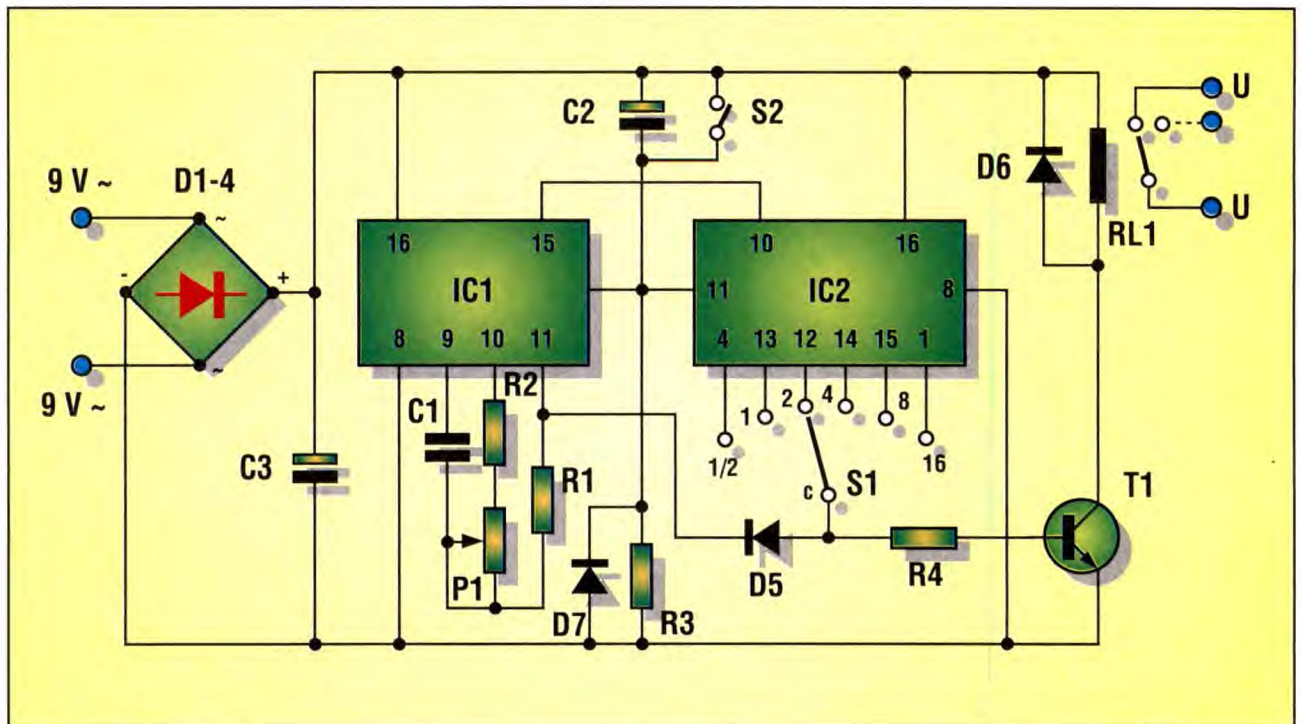 C2
S2
U
9 V ~
D1-4
~
D6
RL1
U
16
15
10
16
-
+
IC1
11
IC2
8
8
9
10
11
4
13
12
14
15
1
9 V ~
~
R2
C1
1
2
4
8
C3
1/2
16
R1
c
S1
T1
P1
D7
R3
D5
R4